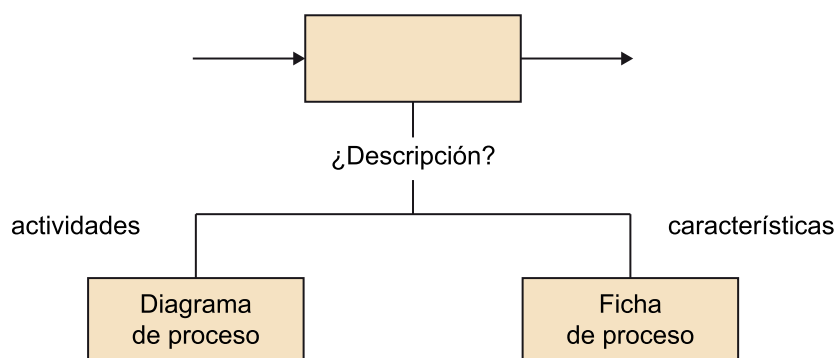 ¿Descripción?
actividades
características
Diagrama
de proceso
Ficha
de proceso